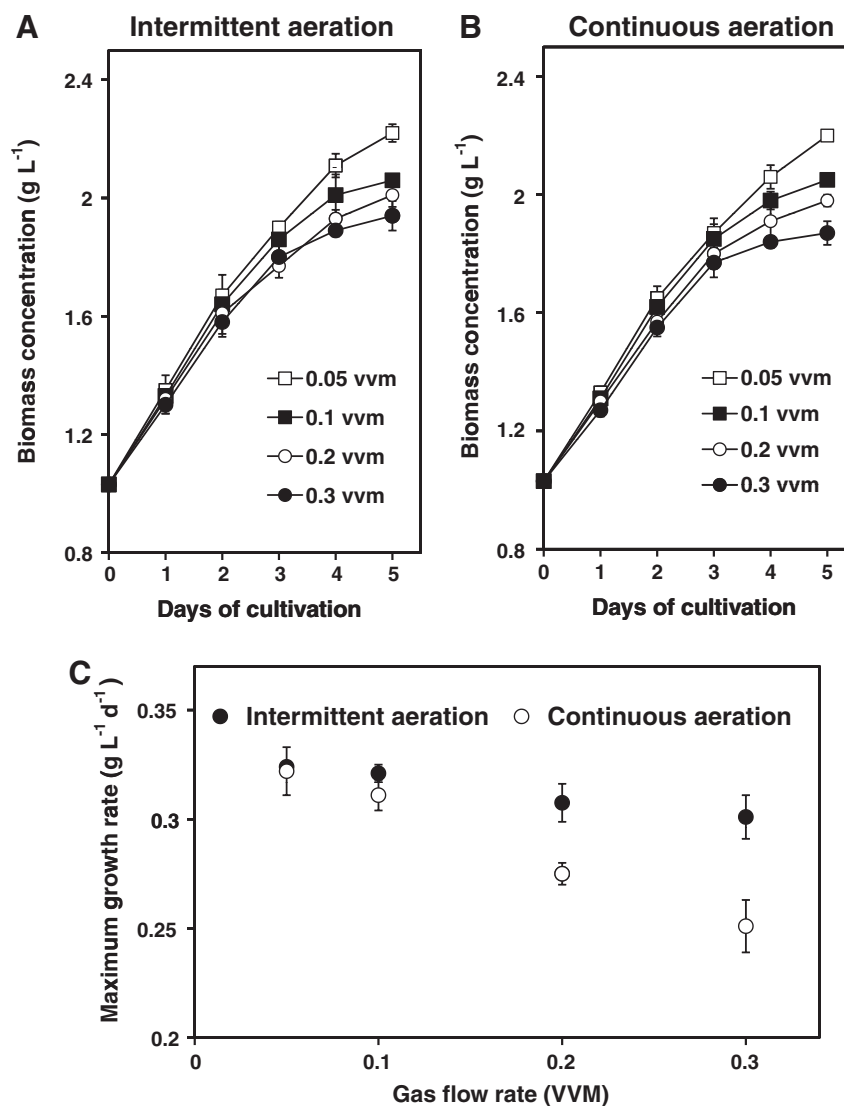 A Intermittent aeration
B Continuous aeration
Biomass concentration (g L-1)
2.4
2
1.6
1.2
0.8
0.05 vvm
0.1 vvm
0.2 vvm
0.3 vvm
0 1 2 3 4 5
Days of cultivation
Biomass concentration (g L-1)
2.4
2
1.6
1.2
0.8
0.05 vvm
0.1 vvm
0.2 vvm
0.3 vvm
0 1 2 3 4 5
Days of cultivation
C
Maximum growth rate (g L-1 d-1)
0.35
0.3
0.25
0.2
Intermittent aeration Continuous aeration
0 0.1 0.2 0.3
Gas flow rate (VVM)